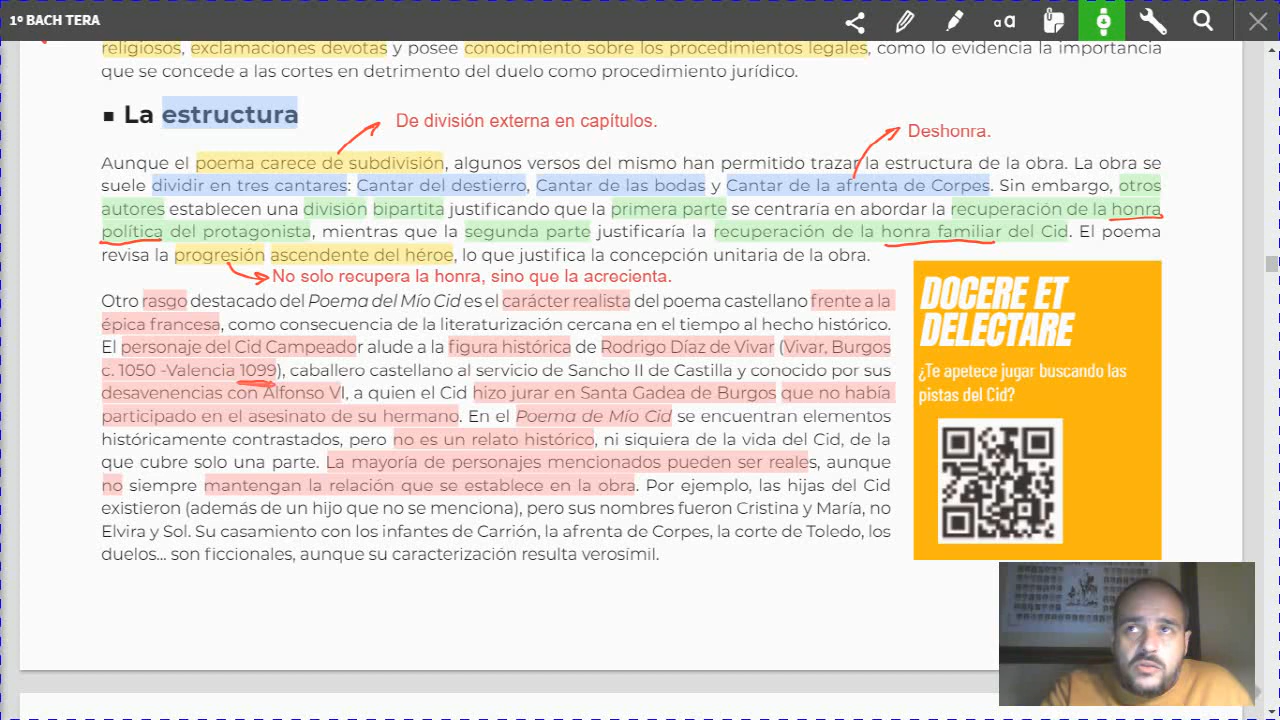 1º BACH TERA
aa
religiosos, exclamaciones devotas y posee conocimiento sobre los procedimientos legales, como lo evidencia la importancia
que se concede a las cortes en detrimento del duelo como procedimiento jurídico.
La estructura
De división externa en capítulos.
Deshonra.
Aunque el poema carece de subdivisión, algunos versos del mismo han permitido trazar la estructura de la obra. La obra se
suele dividir en tres cantares: Cantar del destierro, Cantar de las bodas y Cantar de la afrenta de Corpes. Sin embargo, otros
autores establecen una división bipartita justificando que la primera parte se centraría en abordar la recuperación de la honra
política del protagonista, mientras que la segunda parte justificaría la recuperación de la honra familiar del Cid. El poema
revisa la progresión ascendente del héroe, lo que justifica la concepción unitaria de la obra.
No solo recupera la honra, sino que la acrecienta.
Otro rasgo destacado del Poema del Mío Cid es el carácter realista del poema castellano frente a la
épica francesa, como consecuencia de la literaturización cercana en el tiempo al hecho histórico.
El personaje del Cid Campeador alude a la figura histórica de Rodrigo Díaz de Vivar (Vivar, Burgos
c. 1050 -Valencia 1099), caballero castellano al servicio de Sancho II de Castilla y conocido por sus
desavenencias con Alfonso VI, a quien el Cid hizo jurar en Santa Gadea de Burgos que no había
participado en el asesinato de su hermano. En el Poema de Mío Cid se encuentran elementos
históricamente contrastados, pero no es un relato histórico, ni siquiera de la vida del Cid, de la
que cubre solo una parte. La mayoría de personajes mencionados pueden ser reales, aunque
no siempre mantengan la relación que se establece en la obra. Por ejemplo, las hijas del Cid
existieron (además de un hijo que no se menciona), pero sus nombres fueron Cristina y María, no
Elvira y Sol. Su casamiento con los infantes de Carrión, la afrenta de Corpes, la corte de Toledo, los
duelos... son ficcionales, aunque su caracterización resulta verosímil.
DOCERE ET
DELECTARE
¿Te apetece jugar buscando las
pistas del Cid?